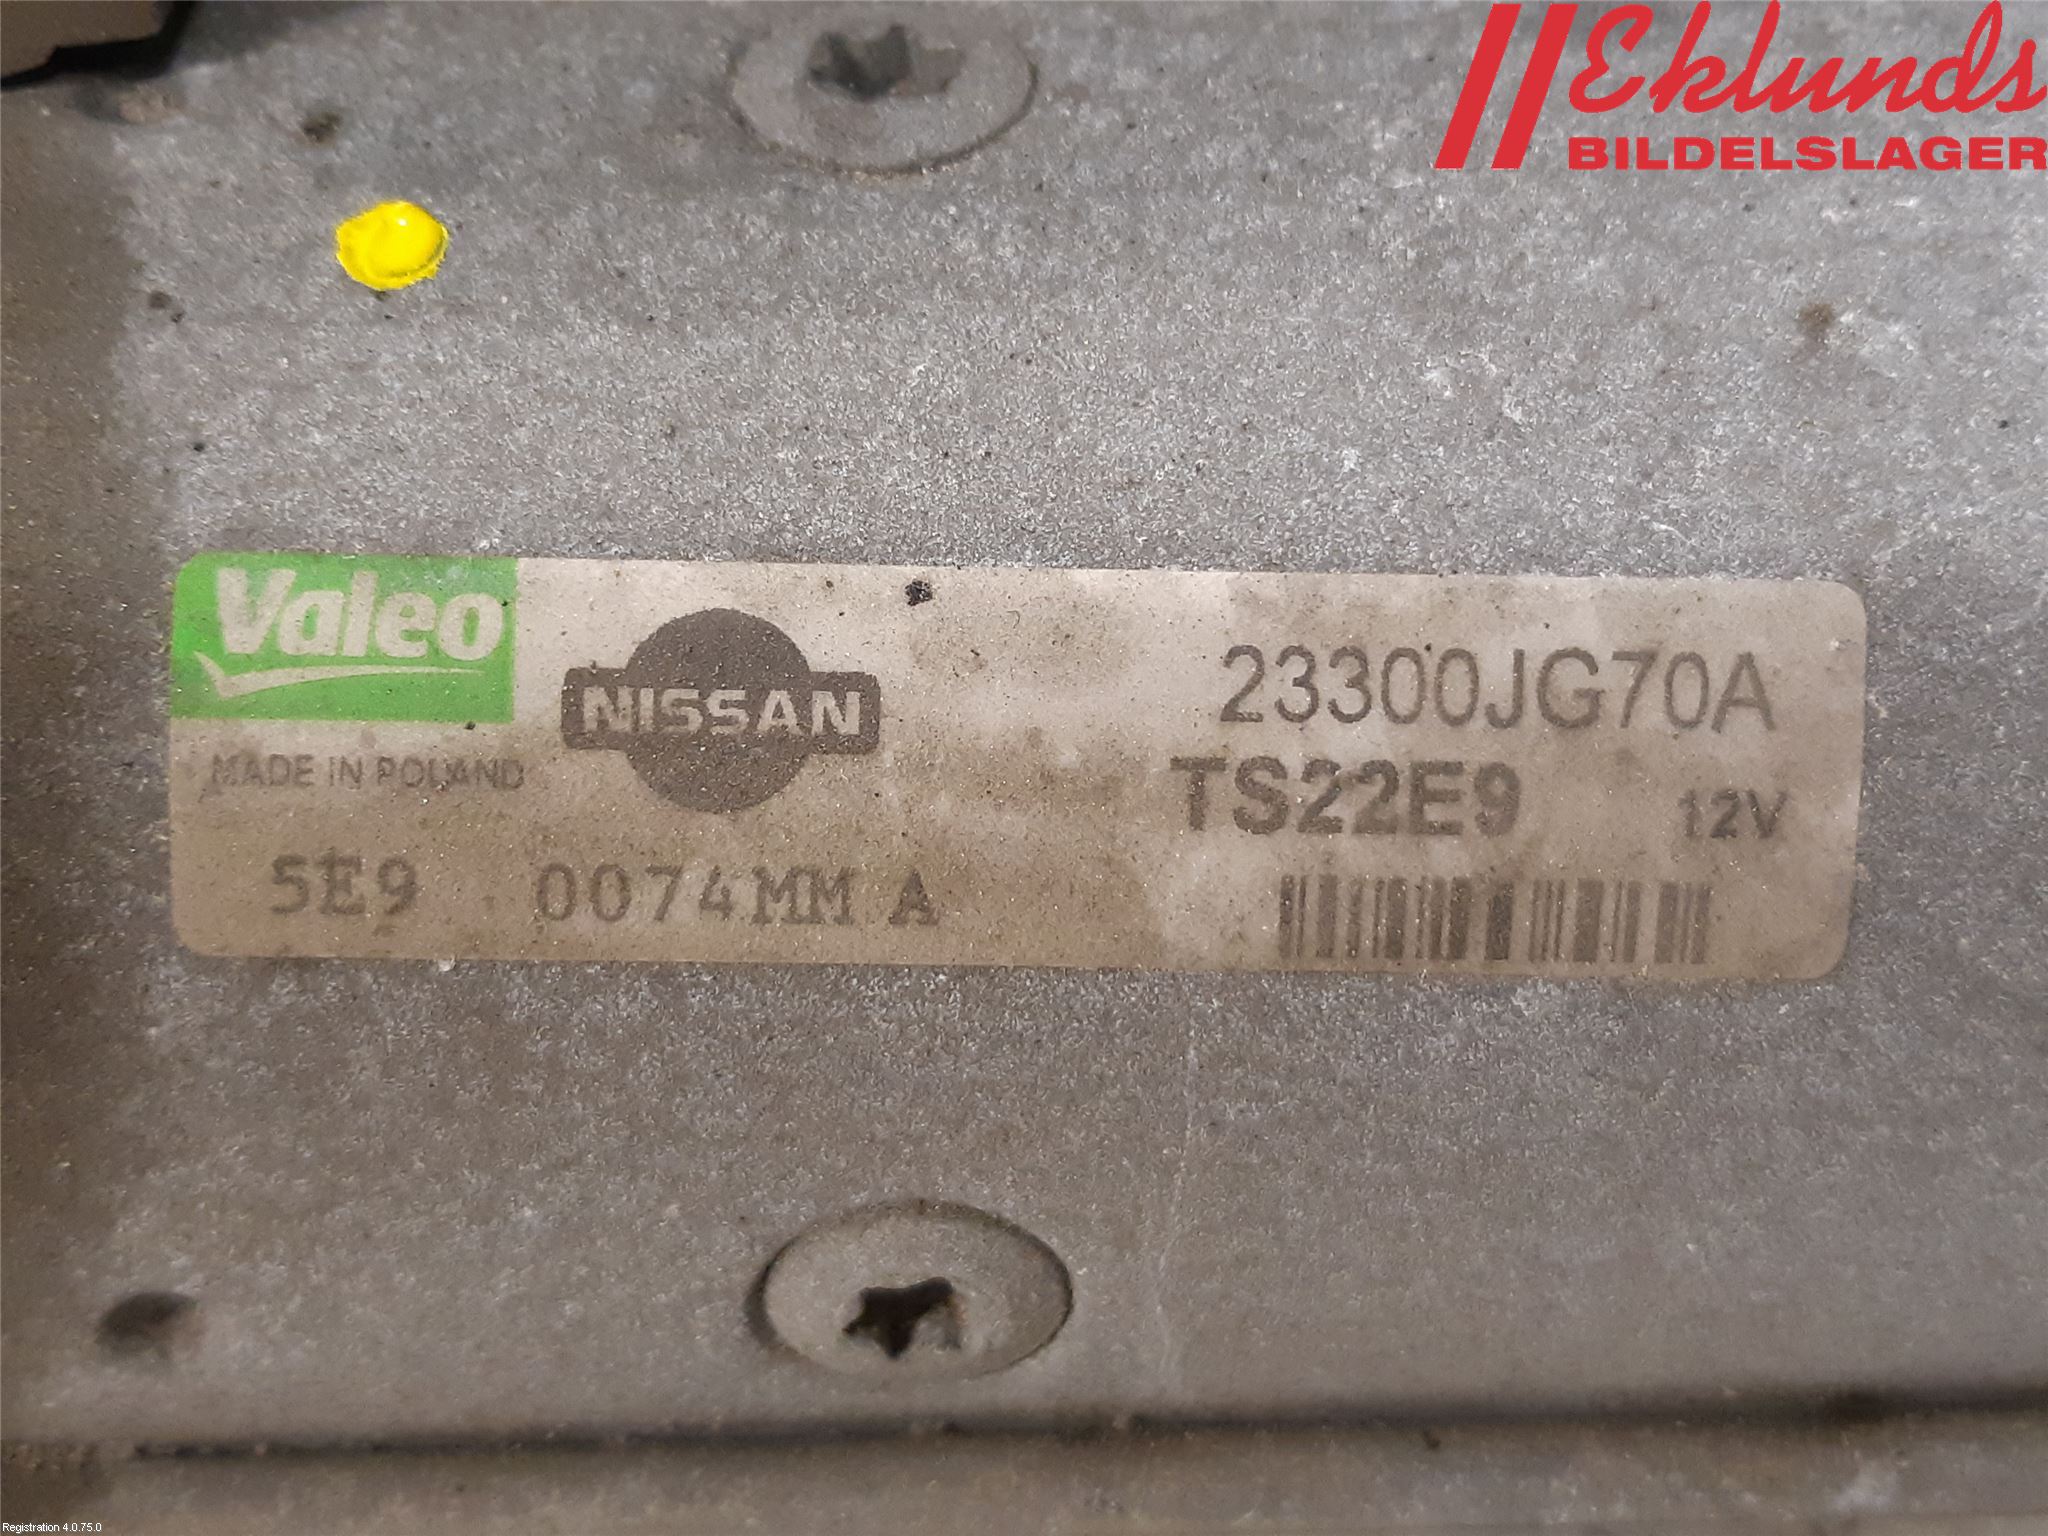 Eklunds
BILDELSLAGER
Valeo
MADE IN POLAND
NISSAN
23300JG70A
TS22E9 12V
5E9 0074MM A
Registration 4.0.75.0